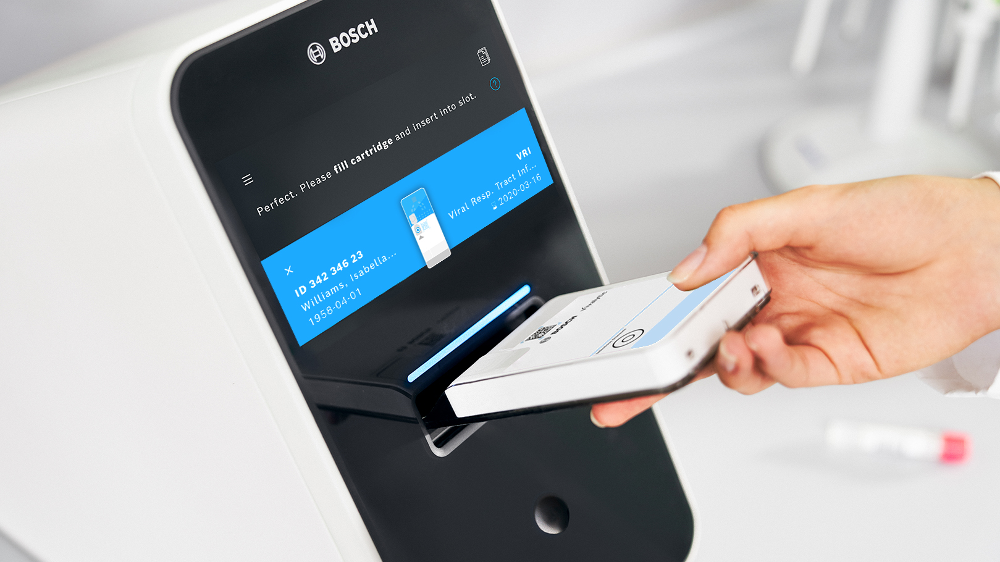 BOSCH
Perfect. Please fill cartridge and insert into slot.
ID 342 346 23
Williams, Isabella...
1958-04-01
VRI
Viral Resp. Tract Inf...
2020-03-16
BOSCH
Vivalytic